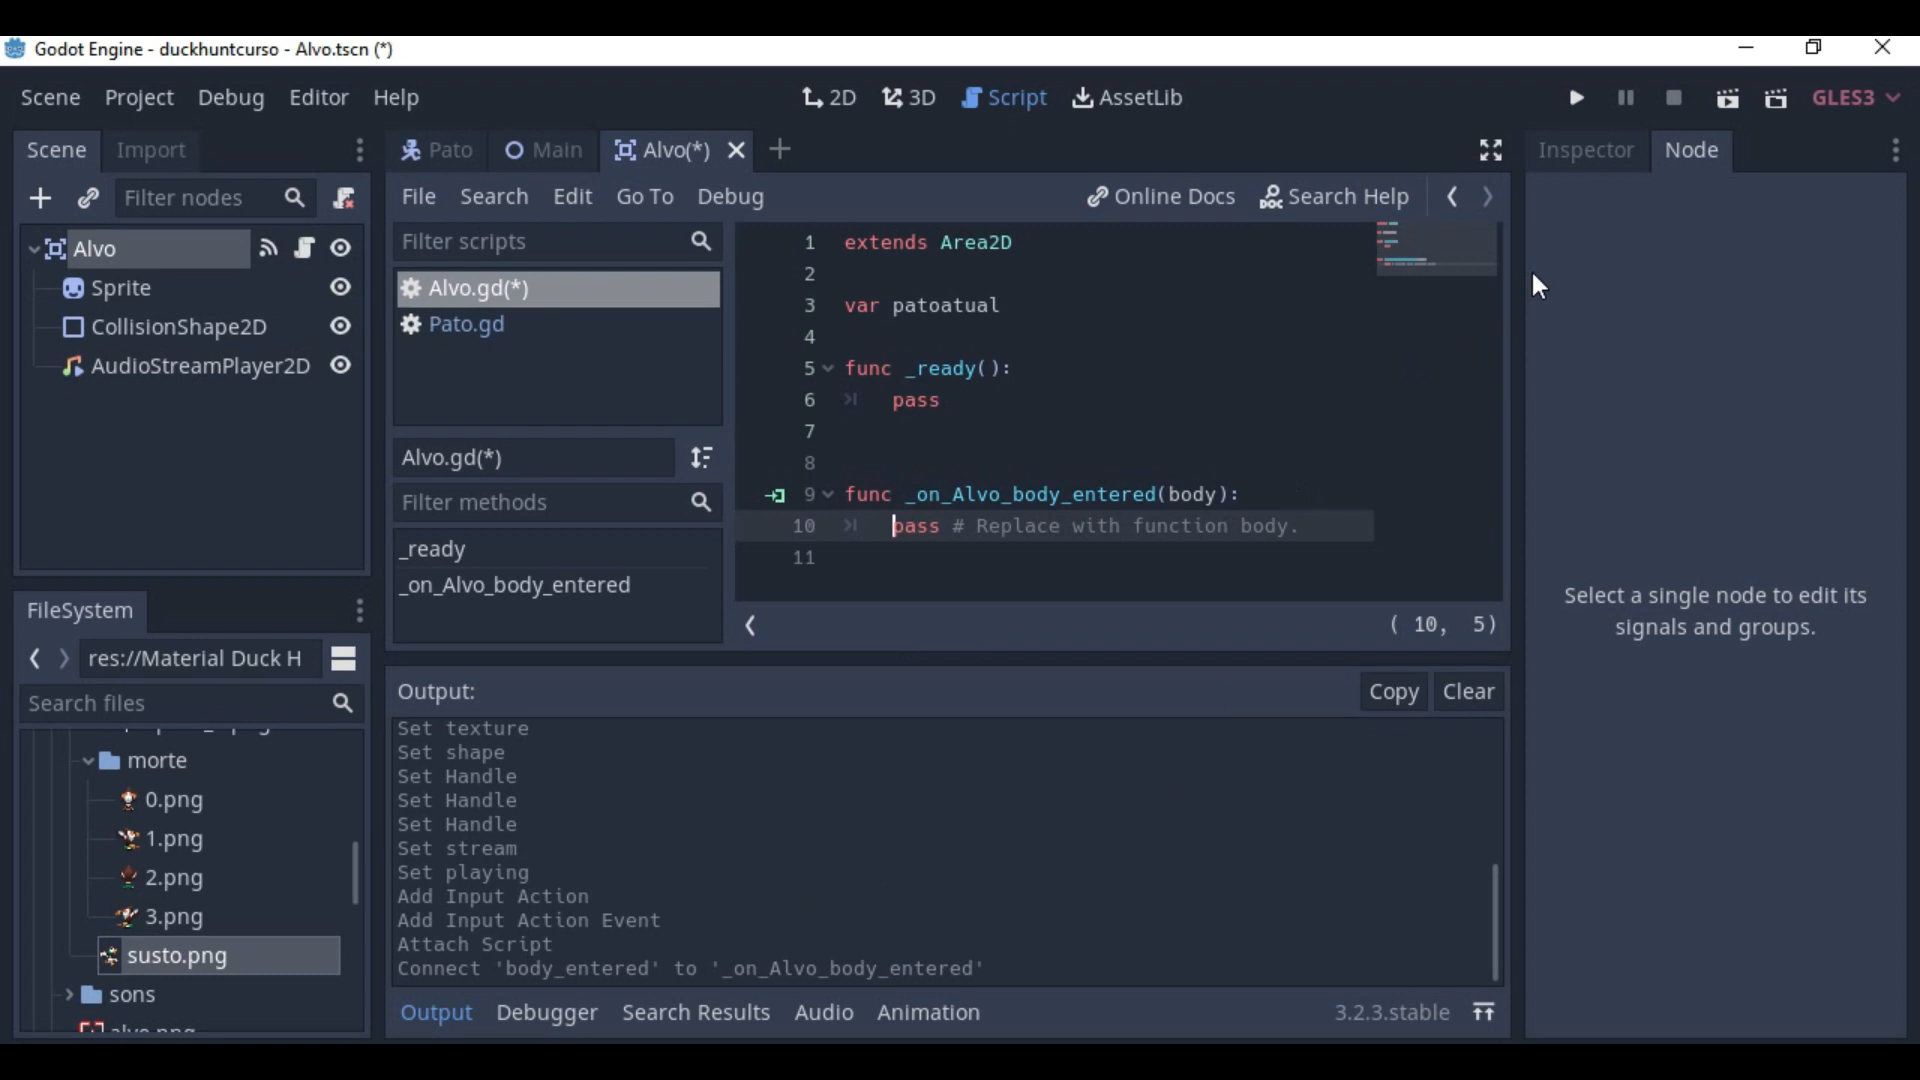 Godot Engine - duckhuntcurso - Alvo.tscn (*)
Scene Project Debug Editor Help
2D 3D Script AssetLib
GLES3
Scene Import
Filter nodes
Alvo
Sprite
CollisionShape2D
AudioStreamPlayer2D
FileSystem
res://Material Duck H
Search files
morte
0.png
1.png
2.png
3.png
susto.png
sons
alvo.png
Pato Main Alvo(*)
File Search Edit Go To Debug
Online Docs Search Help
Filter scripts
Alvo.gd(*)
Pato.gd
Alvo.gd(*)
Filter methods
_ready
_on_Alvo_body_entered
1 extends Area2D
2
3 var patoatual
4
5 func _ready():
6 pass
7
8
9 func _on_Alvo_body_entered(body):
10 pass # Replace with function body.
11
( 10, 5)
Output:
Copy Clear
Set texture
Set shape
Set Handle
Set Handle
Set Handle
Set stream
Set playing
Add Input Action
Add Input Action Event
Attach Script
Connect 'body_entered' to '_on_Alvo_body_entered'
Output Debugger Search Results Audio Animation
3.2.3.stable
Inspector Node
Select a single node to edit its
signals and groups.